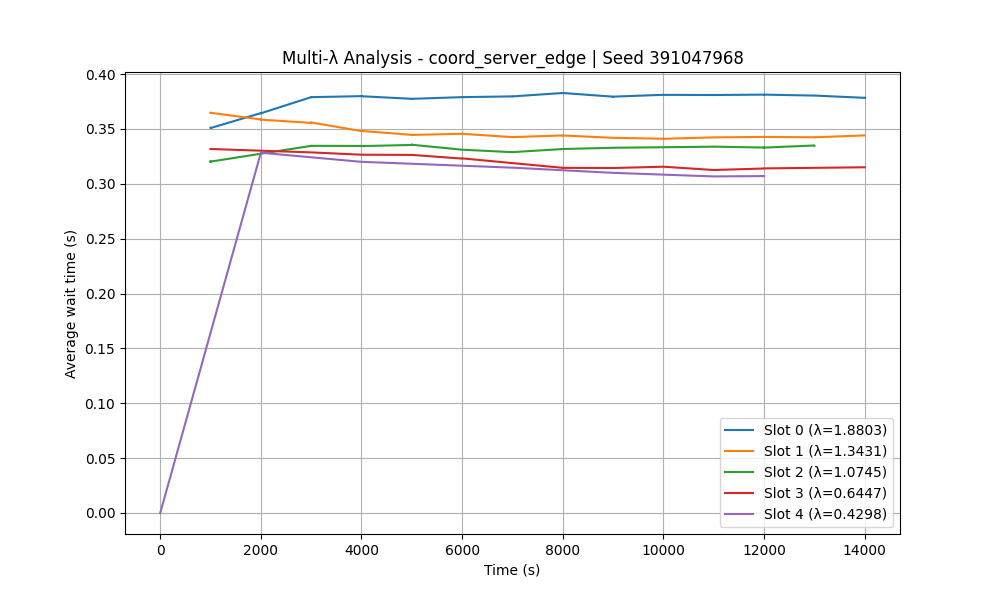 Multi-λ Analysis - coord_server_edge | Seed 391047968
Average wait time (s)
0.40
0.35
0.30
0.25
0.20
0.15
0.10
0.05
0.00
Slot 0 (λ=1.8803)
Slot 1 (λ=1.3431)
Slot 2 (λ=1.0745)
Slot 3 (λ=0.6447)
Slot 4 (λ=0.4298)
0 2000 4000 6000 8000 10000 12000 14000
Time (s)